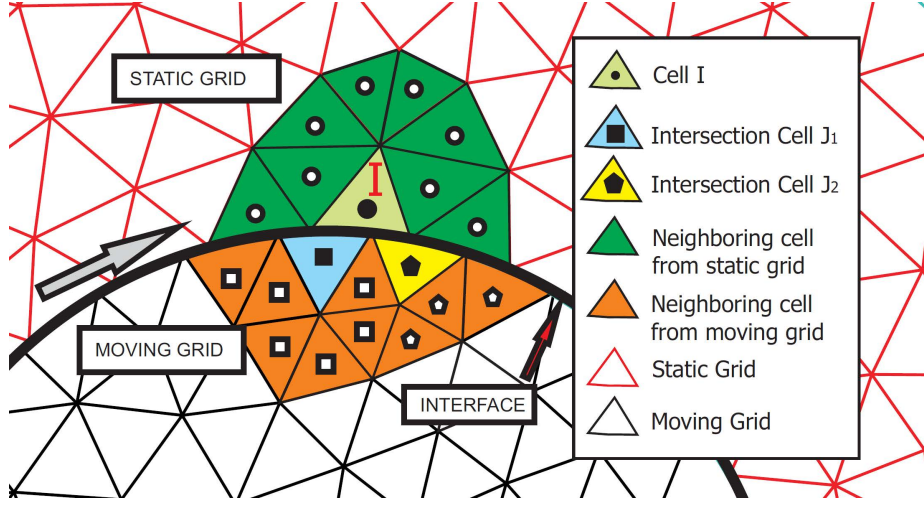 STATIC GRID
I
MOVING GRID
INTERFACE
Cell I
Intersection Cell J₁
Intersection Cell J₂
Neighboring cell
from static grid
Neighboring cell
from moving grid
Static Grid
Moving Grid